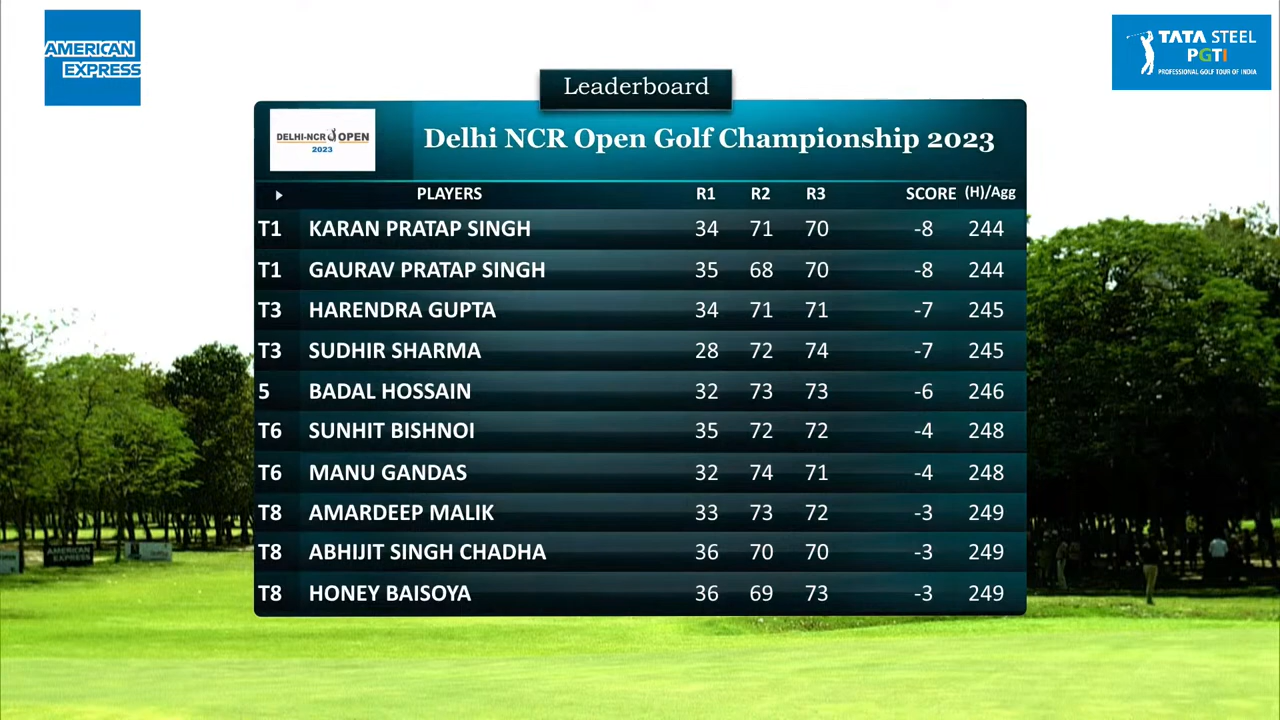 AMERICAN EXPRESS
TATA STEEL
PGTI
PROFESSIONAL GOLF TOUR OF INDIA
Leaderboard
DELHI-NCR OPEN
2023
Delhi NCR Open Golf Championship 2023
PLAYERS R1 R2 R3 SCORE (H)/Agg
T1 KARAN PRATAP SINGH 34 71 70 -8 244
T1 GAURAV PRATAP SINGH 35 68 70 -8 244
T3 HARENDRA GUPTA 34 71 71 -7 245
T3 SUDHIR SHARMA 28 72 74 -7 245
5 BADAL HOSSAIN 32 73 73 -6 246
T6 SUNHIT BISHNOI 35 72 72 -4 248
T6 MANU GANDAS 32 74 71 -4 248
T8 AMARDEEP MALIK 33 73 72 -3 249
T8 ABHIJIT SINGH CHADHA 36 70 70 -3 249
T8 HONEY BAISOYA 36 69 73 -3 249
AMERICAN
EXPRESS